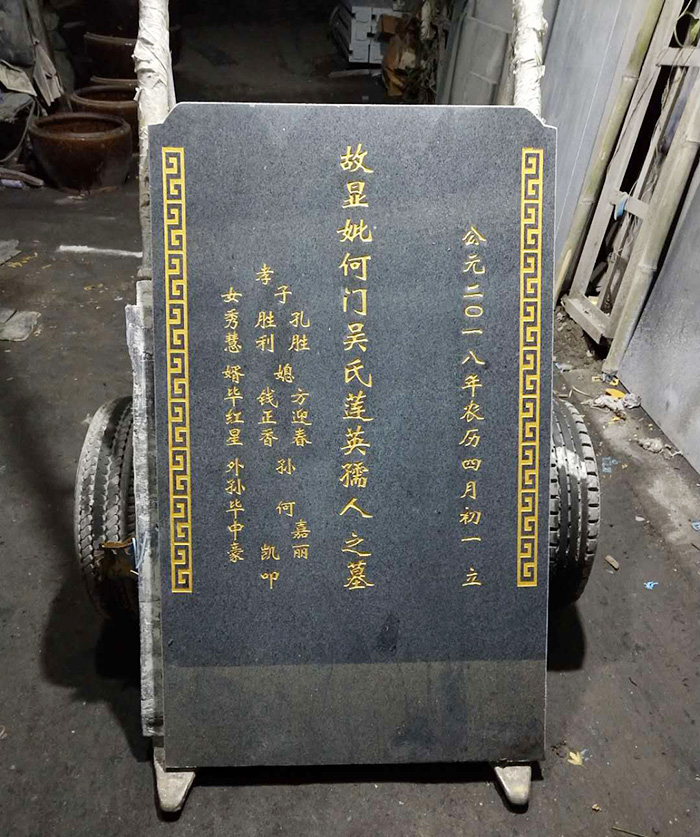 公元二〇一八年农历四月初一 立
故显妣何门吴氏莲英孺人之墓
孔胜 方迎春 嘉丽
子 媳 孙 何
孝 胜利 钱正香 凯 叩
女秀慧 婿毕红星 外孙毕中豪